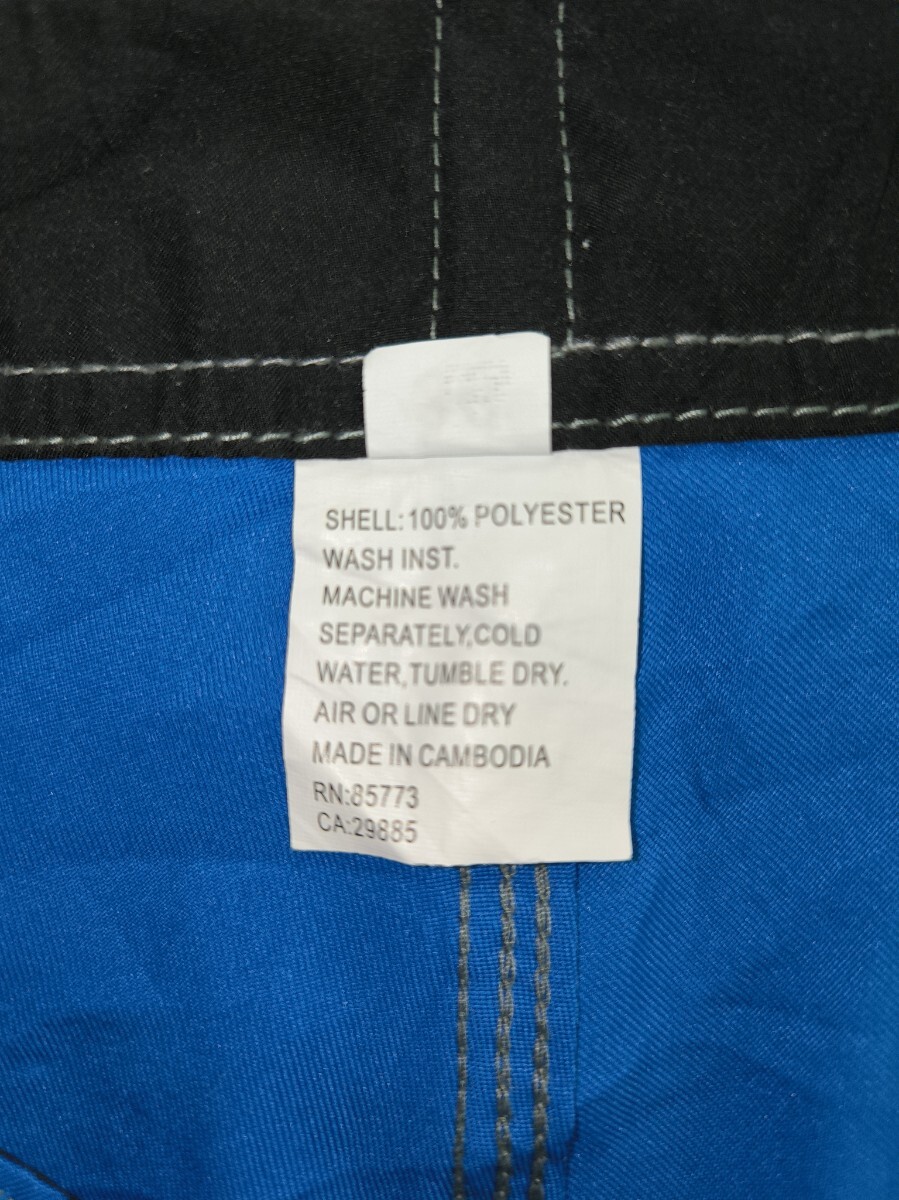 SHELL:100% POLYESTER
WASH INST.
MACHINE WASH
SEPARATELY,COLD
WATER,TUMBLE DRY.
AIR OR LINE DRY
MADE IN CAMBODIA
RN:85773
CA:29885